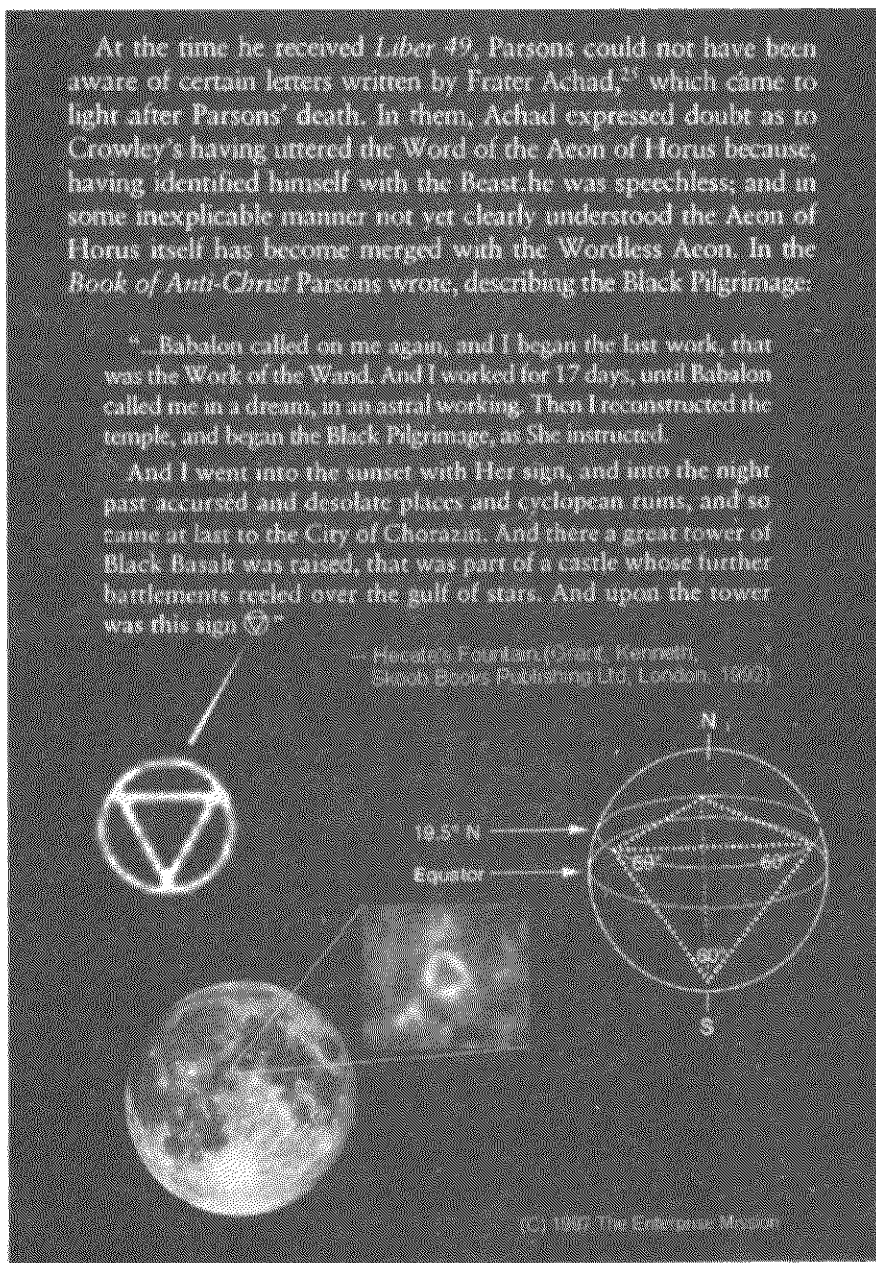 At the time he received Liber 49, Parsons could not have been
aware of certain letters written by Frater Achad,25 which came to
light after Parsons' death. In them, Achad expressed doubt as to
Crowley's having uttered the Word of the Aeon of Horus because,
having identified himself with the Beast he was speechless; and in
some inexplicable manner not yet clearly understood the Aeon of
Horus itself has become merged with the Wordless Aeon. In the
Book of Anti-Christ Parsons wrote, describing the Black Pilgrimage:
"...Babalon called on me again, and I began the last work, that
was the Work of the Wand. And I worked for 17 days, until Babalon
called me in a dream, in an astral working. Then I reconstructed the
temple, and began the Black Pilgrimage, as She instructed.
And I went into the sunset with Her sign, and into the night
past accursed and desolate places and cyclopean ruins, and so
came at last to the City of Chorazin. And there a great tower of
Black Basalt was raised, that was part of a castle whose further
battlements reeled over the gulf of stars. And upon the tower
was this sign "
— Hecate's Fountain (Grant, Kenneth,
Skoob Books Publishing Ltd, London, 1992)
N
19.5° N
60° 60°
Equator
60°
S
(C) 1992 The Enterprise Mission